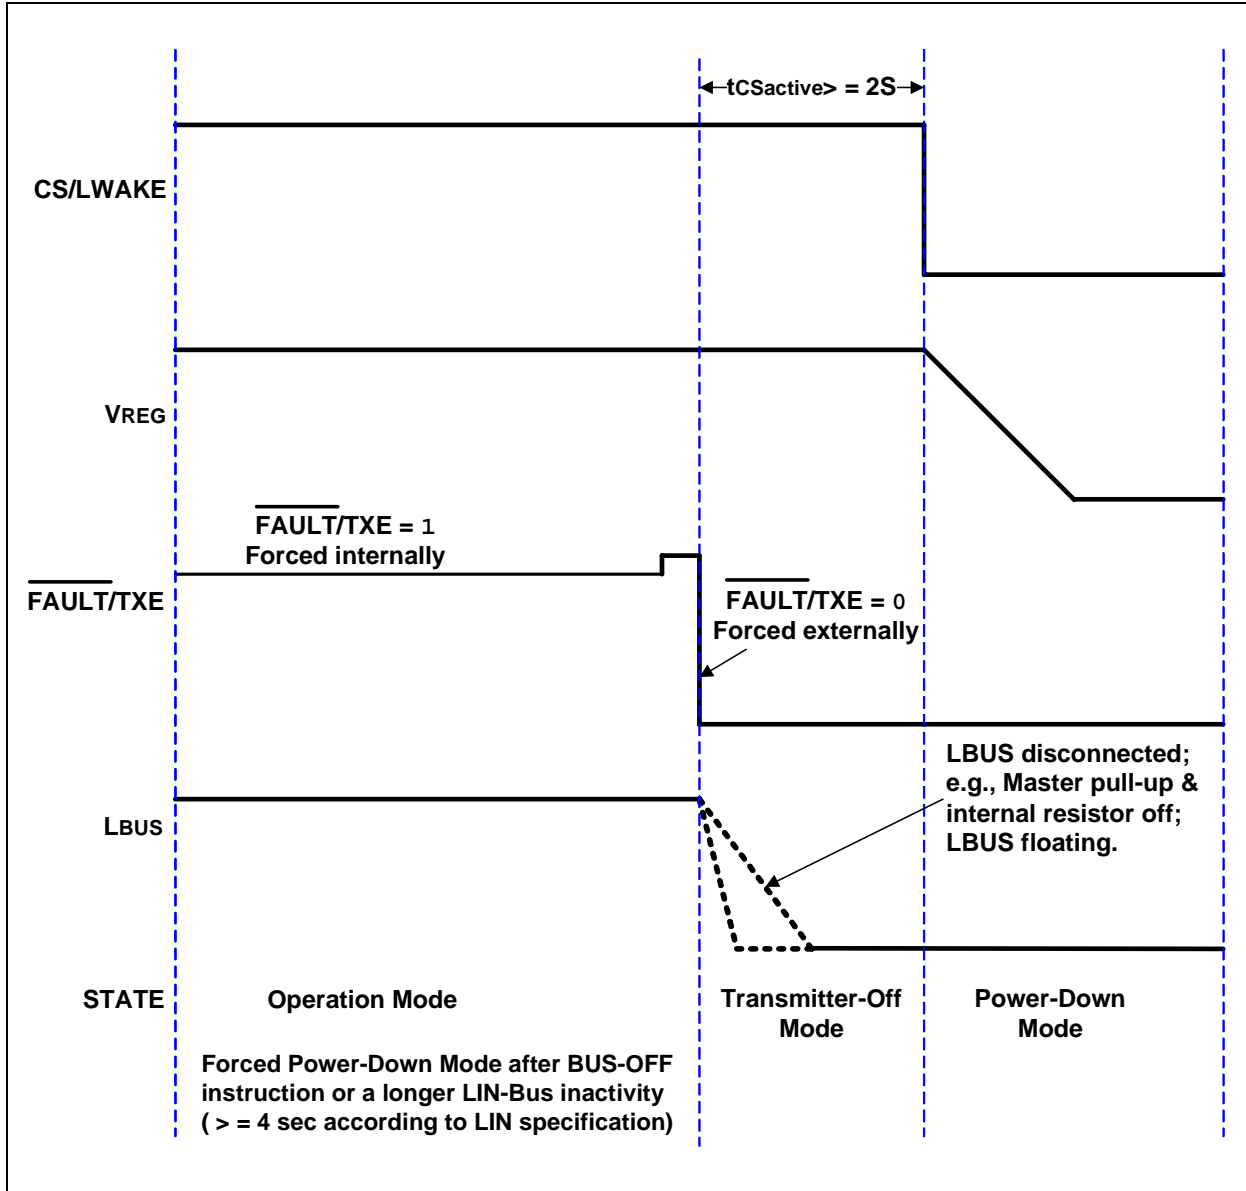 tCSactive> = 2S
CS/LWAKE
VREG
FAULT/TXE = 1
Forced internally
FAULT/TXE
FAULT/TXE = 0
Forced externally
LBUS disconnected;
e.g., Master pull-up &
internal resistor off;
LBUS floating.
LBUS
STATE
Operation Mode
Transmitter-Off
Mode
Power-Down
Mode
Forced Power-Down Mode after BUS-OFF
instruction or a longer LIN-Bus inactivity
( > = 4 sec according to LIN specification)